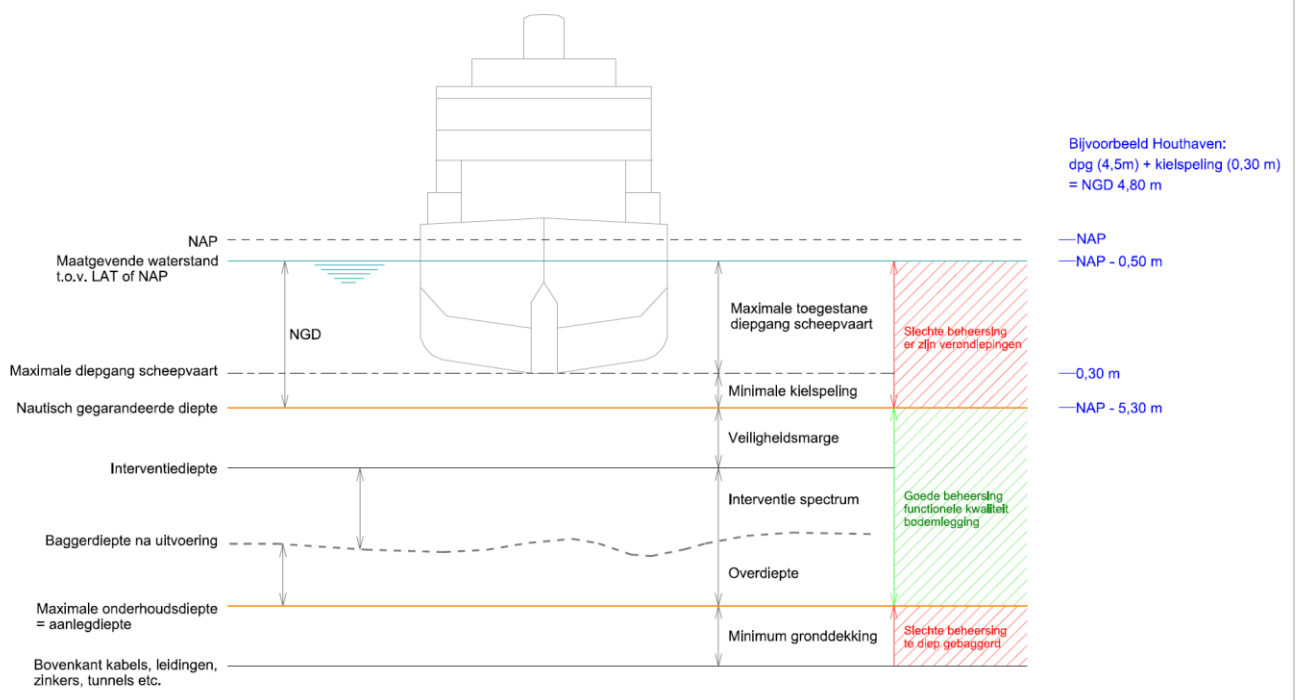 Bijvoorbeeld Houthaven:
dpg (4,5m) + kielspeling (0,30 m)
= NGD 4,80 m
NAP
NAP
Maatgevende waterstand
t.o.v. LAT of NAP
NAP - 0,50 m
NGD
Maximale toegestane
diepgang scheepvaart
Slechte beheersing
er zijn verondiepingen
Maximale diepgang scheepvaart
0,30 m
Minimale kielspeling
Nautisch gegarandeerde diepte
NAP - 5,30 m
Veiligheidsmarge
Interventiediepte
Interventie spectrum
Goede beheersing
functionele kwaliteit
bodemlegging
Baggerdiepte na uitvoering
Overdiepte
Maximale onderhoudsdiepte
= aanlegdiepte
Minimum gronddekking
Slechte beheersing
te diep gebaggerd
Bovenkant kabels, leidingen,
zinkers, tunnels etc.